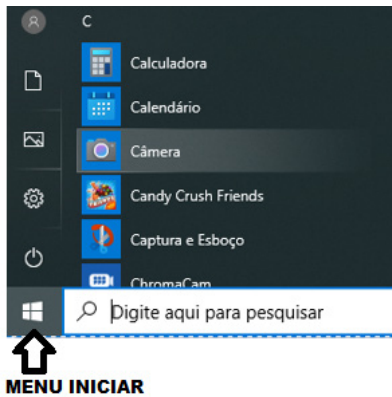 C
Calculadora
Calendário
Câmera
Candy Crush Friends
Captura e Esboço
ChromaCam
Digite aqui para pesquisar
MENU INICIAR